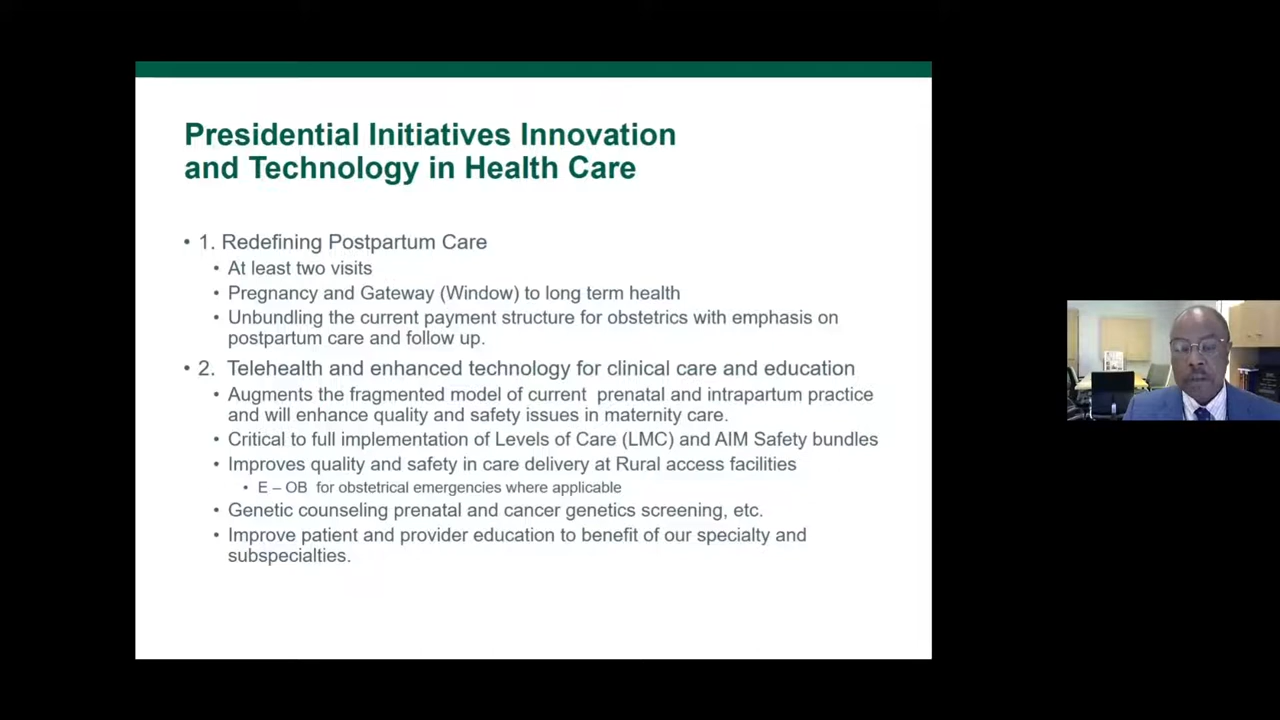 Presidential Initiatives Innovation
and Technology in Health Care
• 1. Redefining Postpartum Care
• At least two visits
• Pregnancy and Gateway (Window) to long term health
• Unbundling the current payment structure for obstetrics with emphasis on
postpartum care and follow up.
• 2. Telehealth and enhanced technology for clinical care and education
• Augments the fragmented model of current prenatal and intrapartum practice
and will enhance quality and safety issues in maternity care.
• Critical to full implementation of Levels of Care (LMC) and AIM Safety bundles
• Improves quality and safety in care delivery at Rural access facilities
• E – OB for obstetrical emergencies where applicable
• Genetic counseling prenatal and cancer genetics screening, etc.
• Improve patient and provider education to benefit of our specialty and
subspecialties.